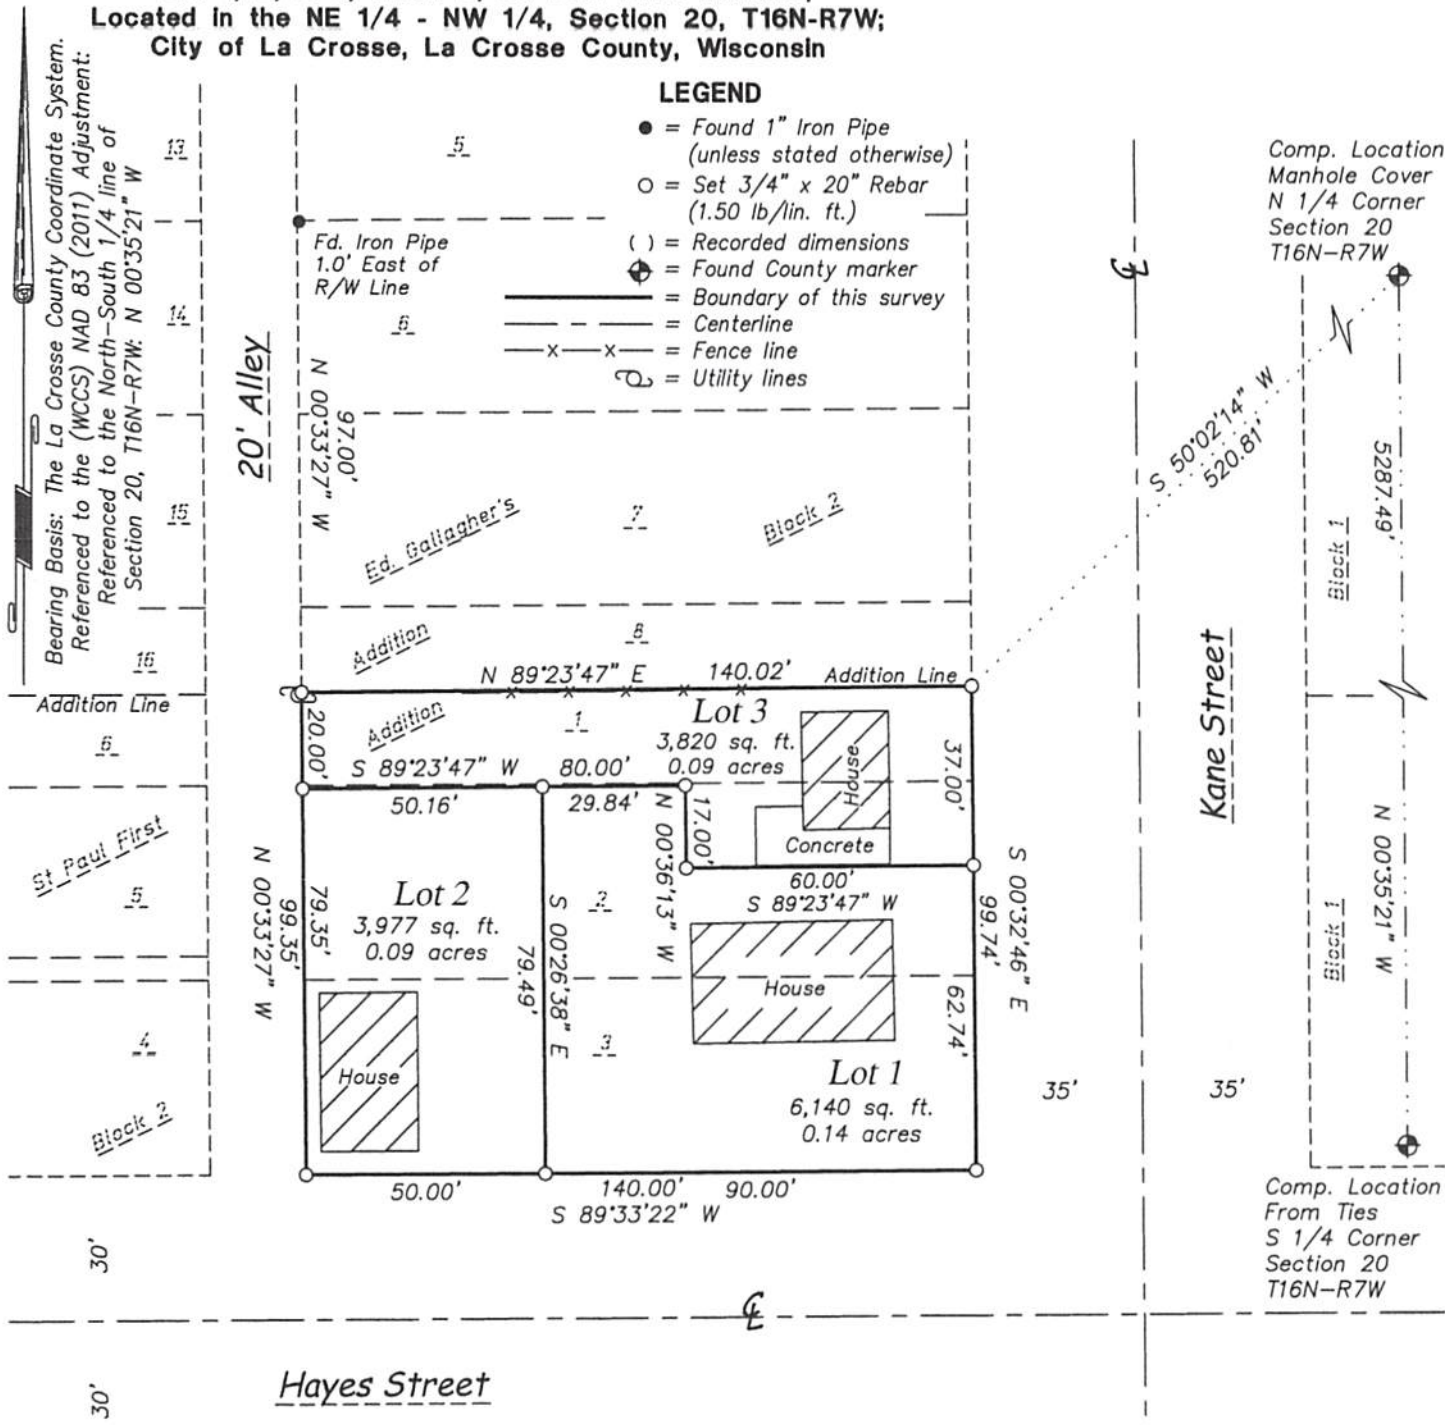 Located in the NE 1/4 - NW 1/4, Section 20, T16N-R7W;
City of La Crosse, La Crosse County, Wisconsin
Bearing Basis: The La Crosse County Coordinate System.
Referenced to the (WCCS) NAD 83 (2011) Adjustment:
Referenced to the North-South 1/4 line of
Section 20, T16N-R7W: N 00°35'21" W
LEGEND
= Found 1" Iron Pipe
(unless stated otherwise)
= Set 3/4" x 20" Rebar
(1.50 lb/lin. ft.)
( ) = Recorded dimensions
= Found County marker
= Boundary of this survey
= Centerline
x x = Fence line
= Utility lines
Comp. Location
Manhole Cover
N 1/4 Corner
Section 20
T16N-R7W
13
14
15
16
5
6
7
8
Fd. Iron Pipe
1.0' East of
R/W Line
20' Alley
97.00'
N 00°33'27" W
Ed. Gallagher's
Block 2
Addition
S 50°02'14" W
520.81'
5287.49'
N 00°35'21" W
Block 1
Block 1
Kane Street
Addition Line
6
St Paul First
5
4
Block 2
N 89°23'47" E 140.02' Addition Line
Addition
1
20.00'
Lot 3
3,820 sq. ft.
0.09 acres
House
Concrete
37.00'
S 89°23'47" W 80.00'
50.16' 29.84'
17.00'
N 00°36'13" W
60.00'
S 89°23'47" W
Lot 2
3,977 sq. ft.
0.09 acres
79.35'
99.35'
N 00°33'27" W
79.49'
S 00°26'38" E
House
2
3
House
Lot 1
6,140 sq. ft.
0.14 acres
62.74'
99.74'
S 00°32'46" E
35'
35'
50.00' 140.00' 90.00'
S 89°33'22" W
Comp. Location
From Ties
S 1/4 Corner
Section 20
T16N-R7W
30'
30'
Hayes Street